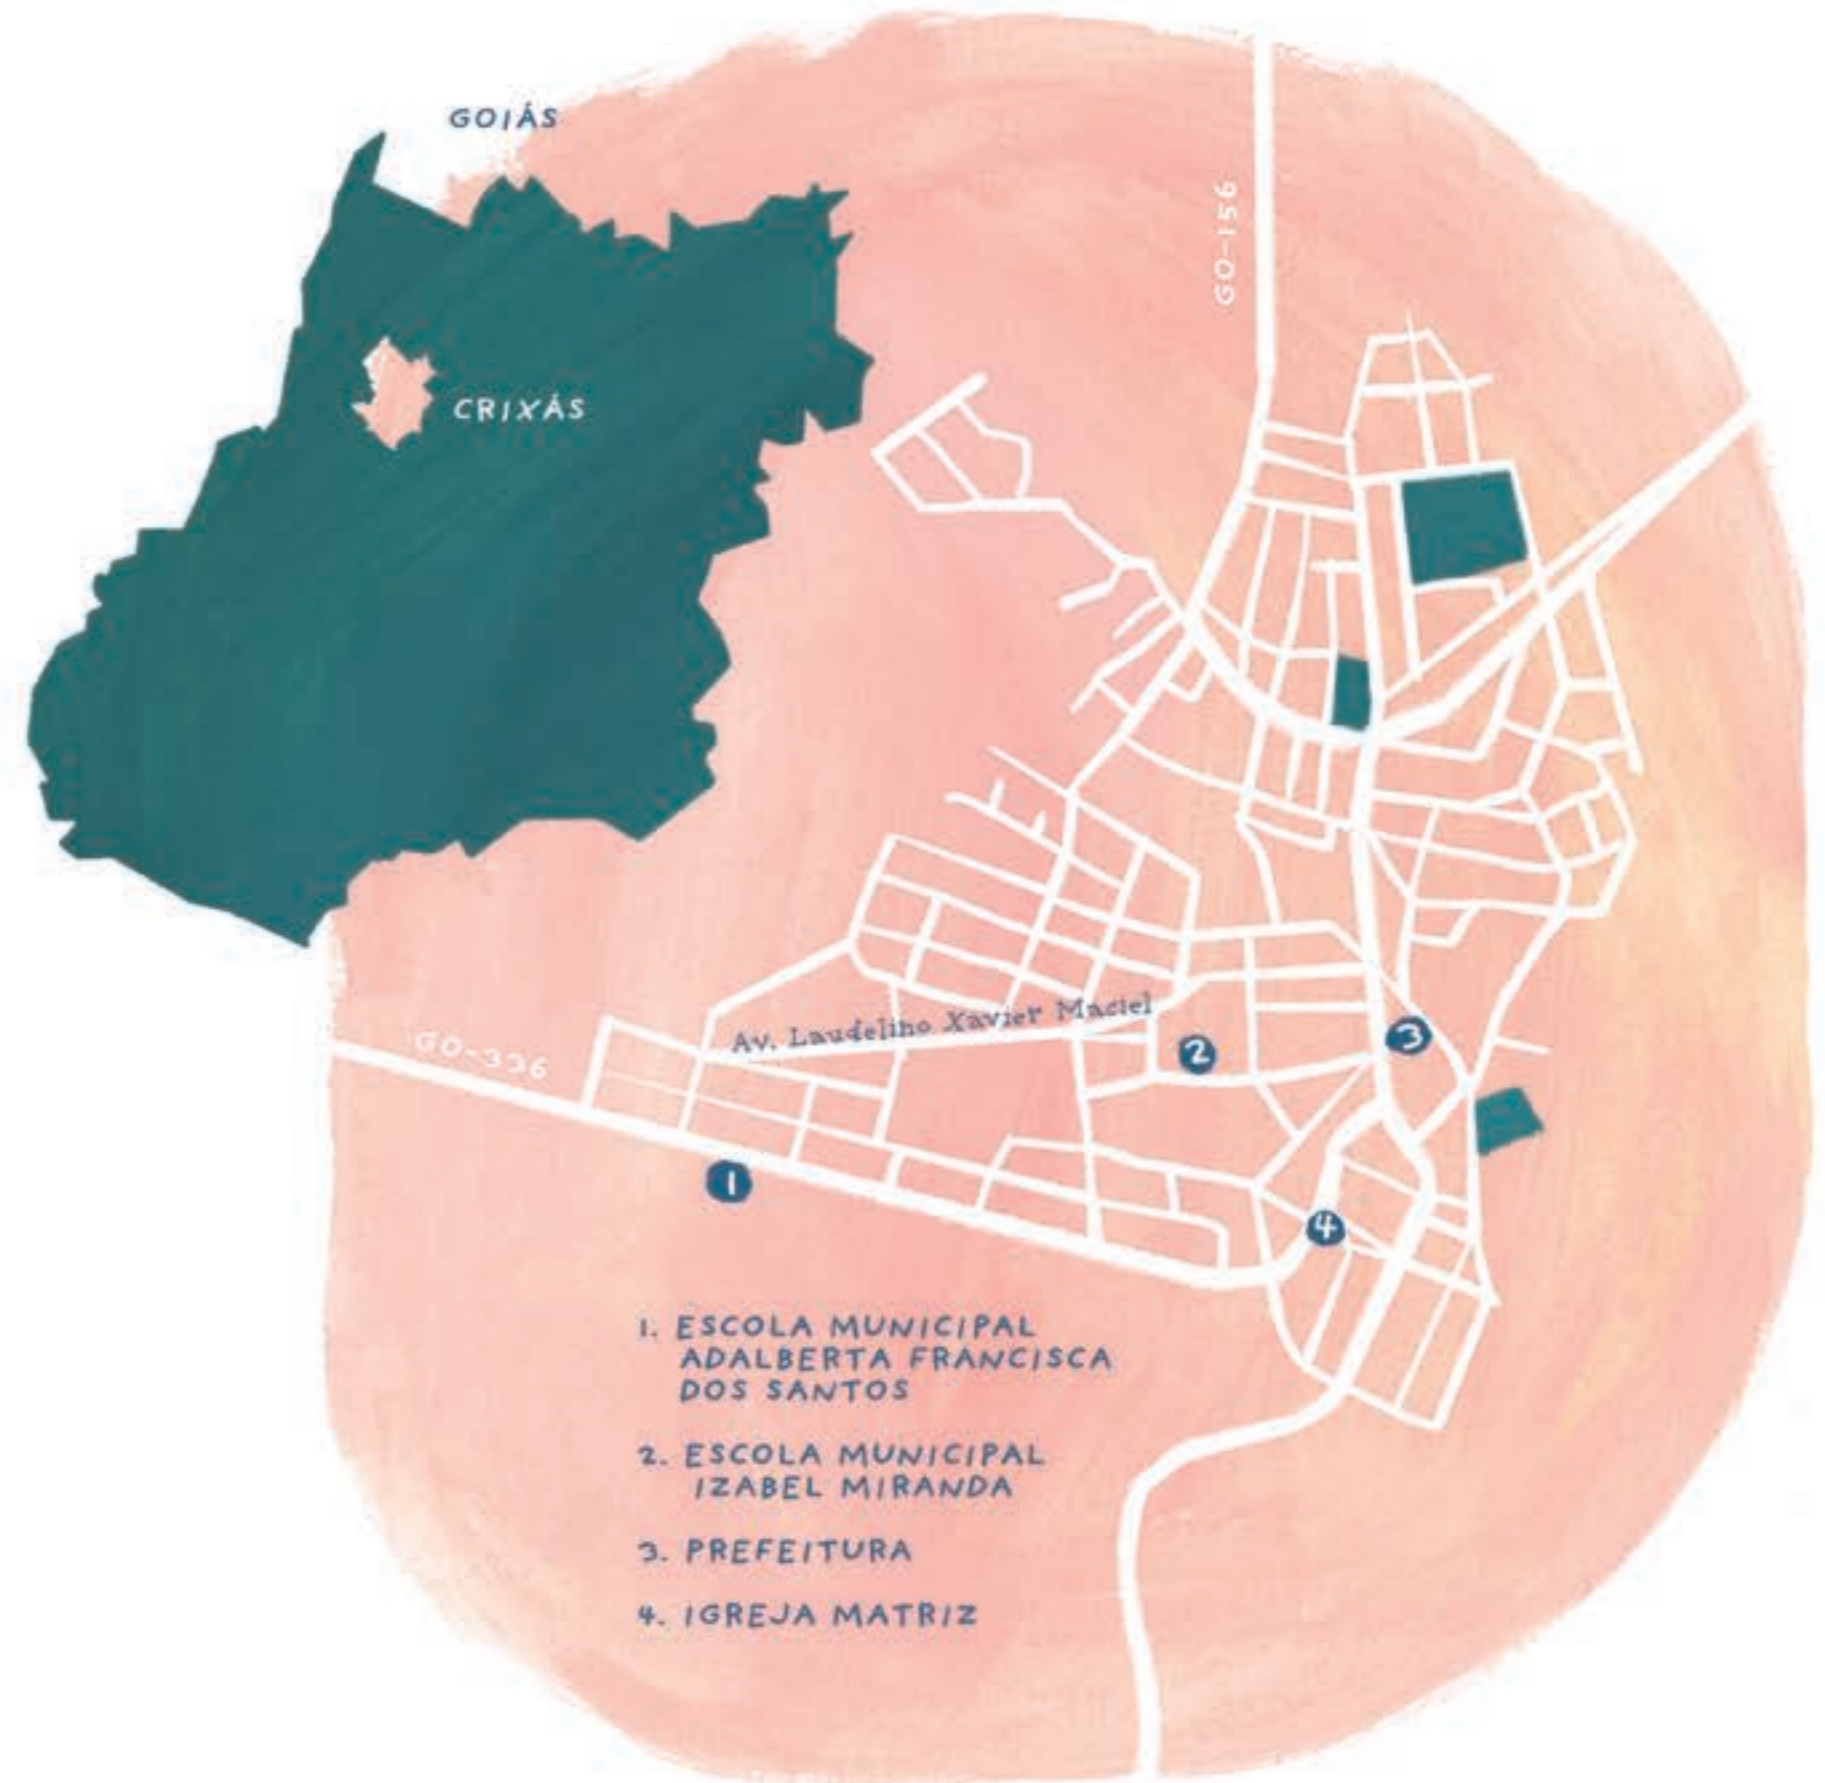 GOIÁS
CRIXÁS
GO-156
GO-336
Av. Laudelino Xavier Maciel
2
3
1
4
1. ESCOLA MUNICIPAL
ADALBERTA FRANCISCA
DOS SANTOS
2. ESCOLA MUNICIPAL
IZABEL MIRANDA
3. PREFEITURA
4. IGREJA MATRIZ